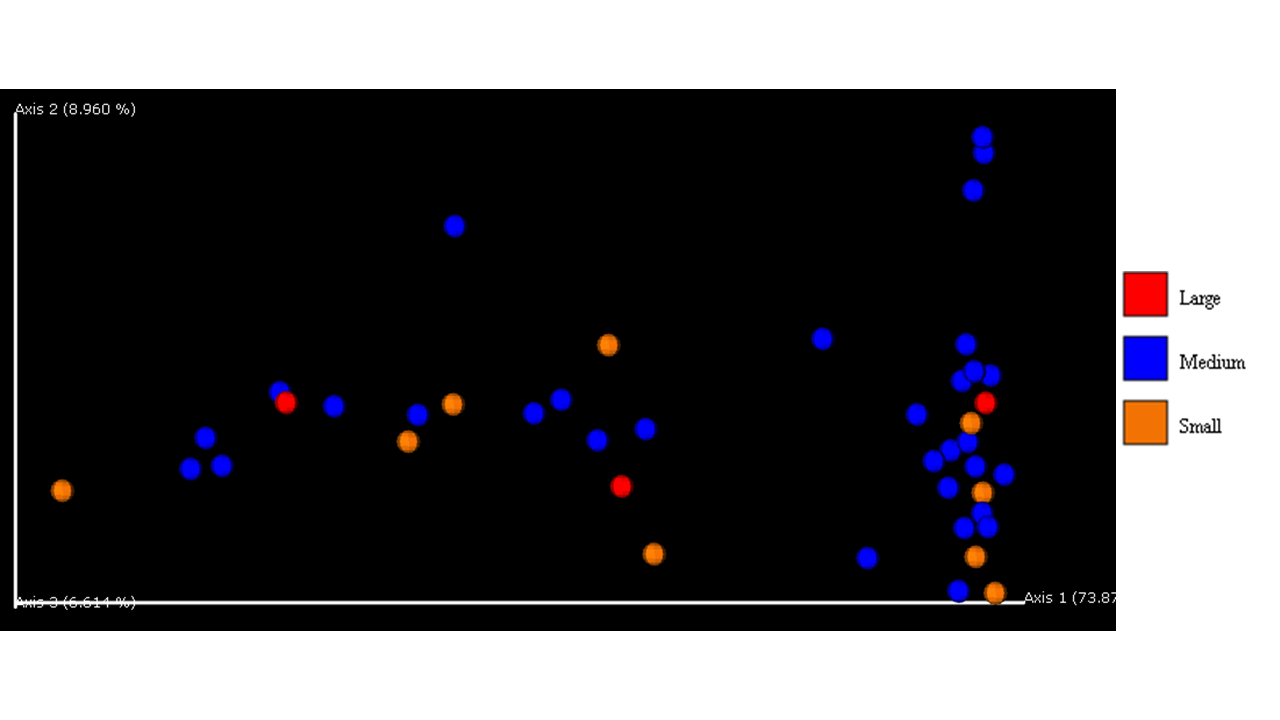 Axis 2 (8.960 %)
Large
Medium
Small
Axis 3 (6.614 %)
Axis 1 (73.87